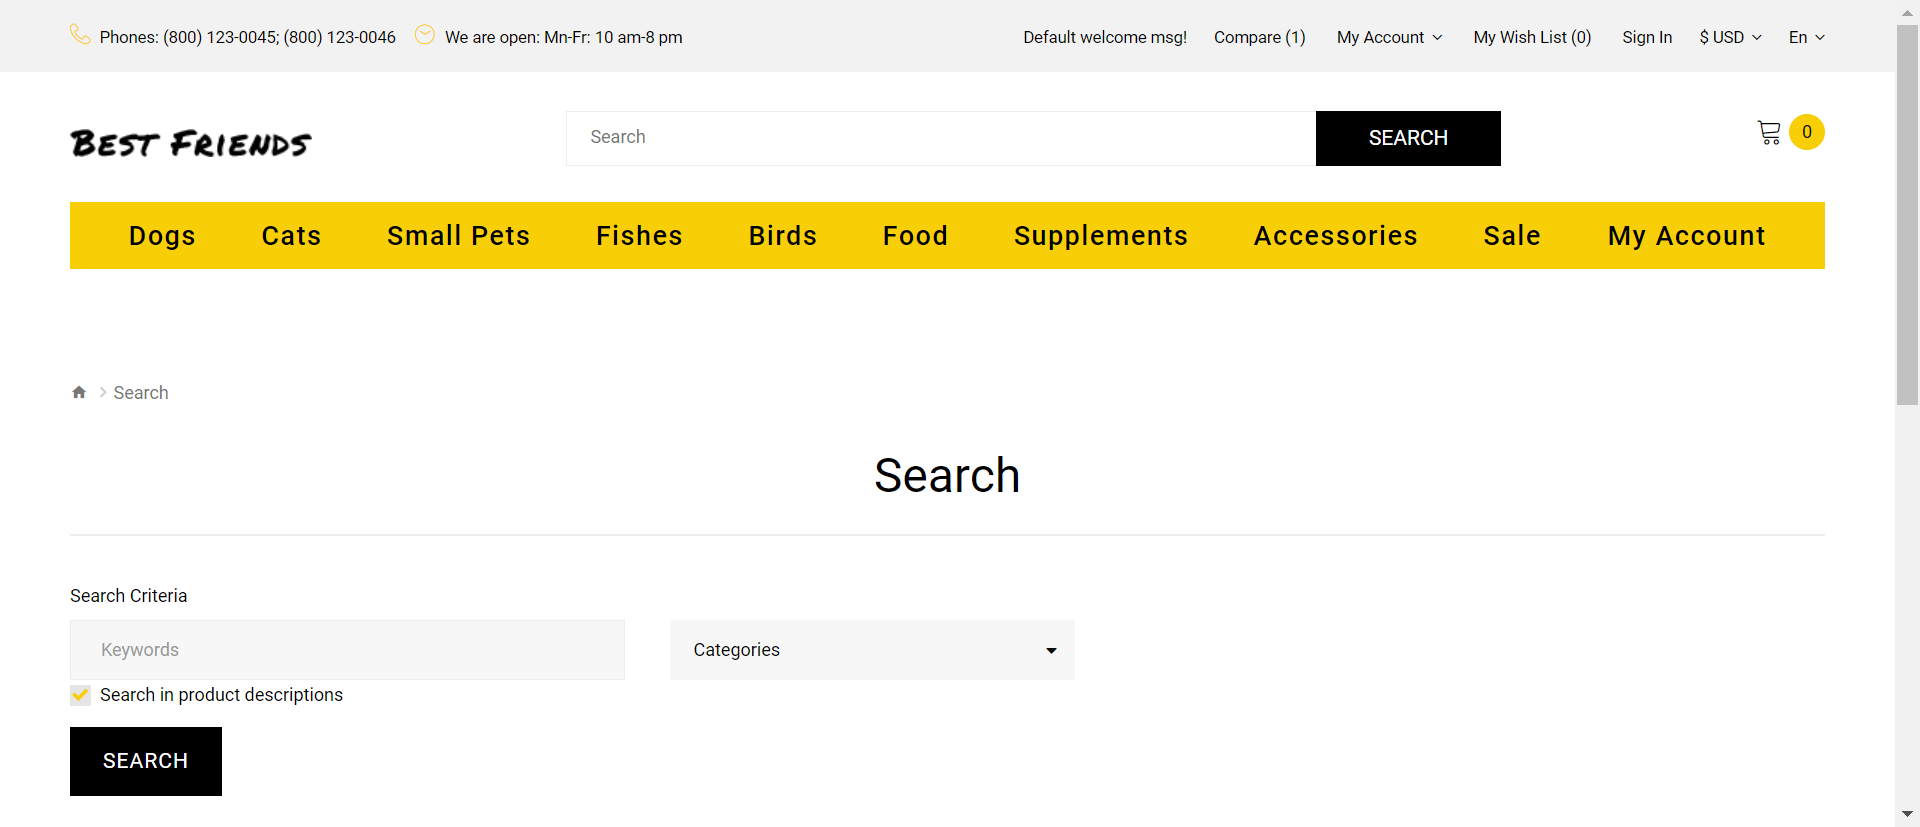 Phones: (800) 123-0045; (800) 123-0046 We are open: Mn-Fr: 10 am-8 pm Default welcome msg! Compare (1) My Account My Wish List (0) Sign In $ USD En
BEST FRIENDS Search SEARCH 0
Dogs Cats Small Pets Fishes Birds Food Supplements Accessories Sale My Account
Search
Search
Search Criteria
Keywords Categories
Search in product descriptions
SEARCH